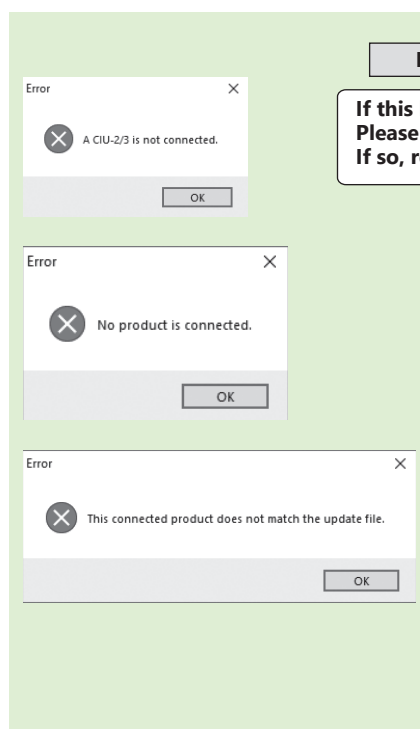 Error
A CIU-2/3 is not connected.
OK
If this
Please
If so,
Error
No product is connected.
OK
Error
This connected product does not match the update file.
OK